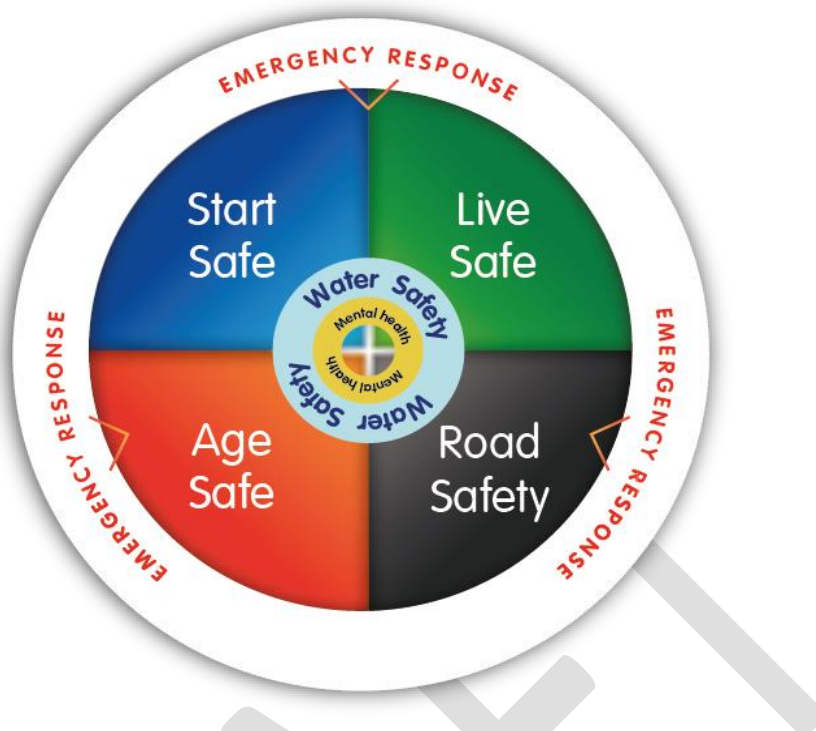 EMERGENCY RESPONSE
Start
Safe
Live
Safe
Water Safety
Mental health
Mental health
Water Safety
EMERGENCY RESPONSE
EMERGENCY RESPONSE
Age
Safe
Road
Safety